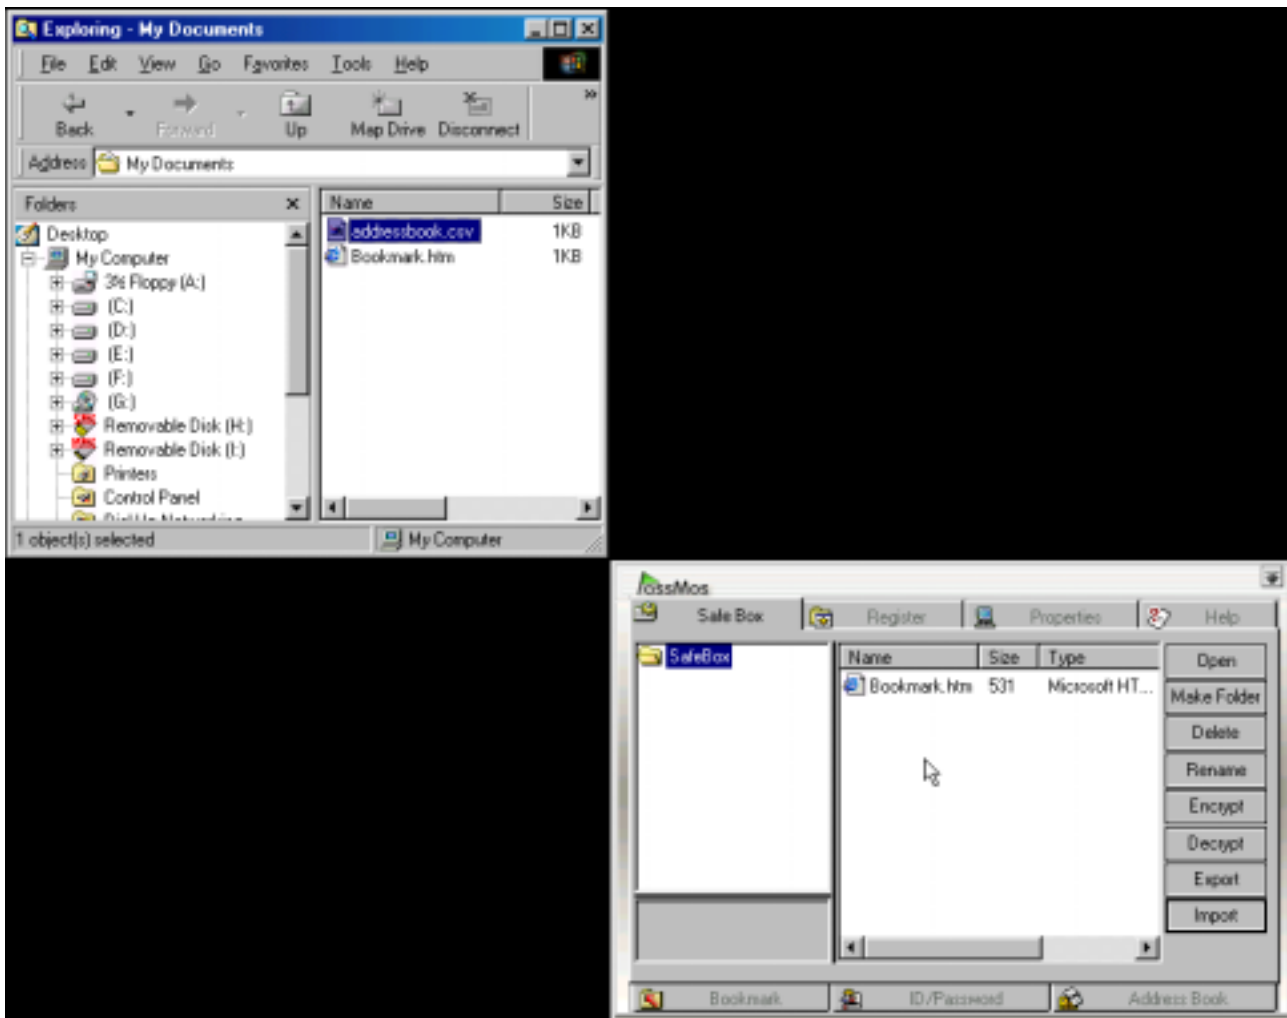 Exploring - My Documents
File Edit View Go Favorites Tools Help
Back Forward Up Map Drive Disconnect »
Address My Documents
Folders × Name Size
Desktop
My Computer
3½ Floppy (A:)
(C:)
(D:)
(E:)
(F:)
(G:)
Removable Disk (H:)
Removable Disk (I:)
Printers
Control Panel
Dial-Up Networking
addressbook.csv 1KB
Bookmark.htm 1KB
1 object(s) selected My Computer
Safe Box Register Properties Help
SafeBox
Name Size Type
Bookmark.htm 531 Microsoft HT...
Open
Make Folder
Delete
Rename
Encrypt
Decrypt
Export
Import
Bookmark ID/Password Address Book